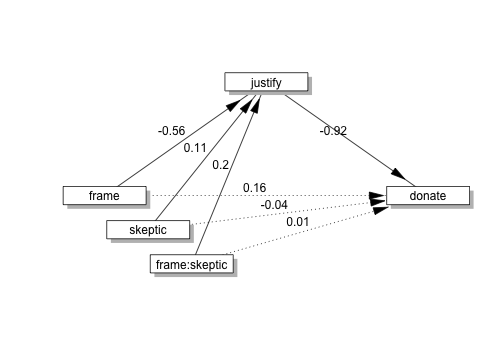 justify
-0.56
0.11
-0.92
0.2
frame
0.16
donate
-0.04
skeptic
0.01
frame:skeptic